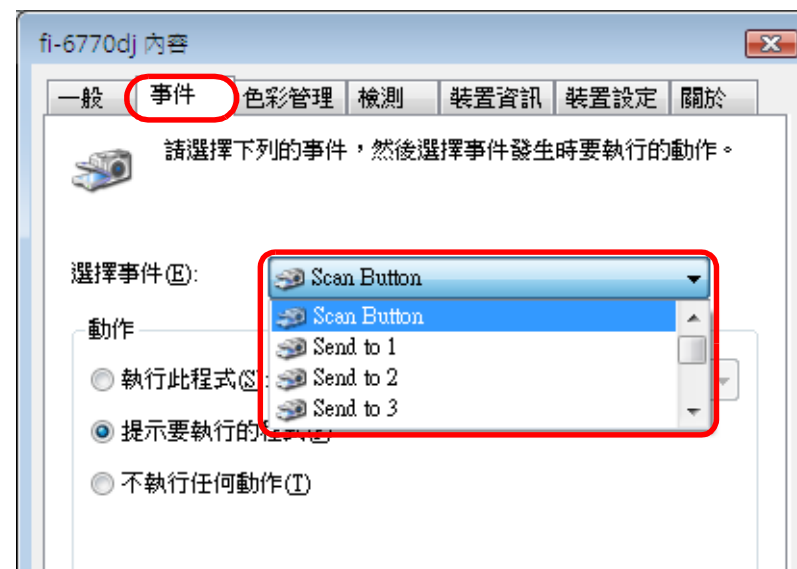 fi-6770dj 內容
一般 事件 色彩管理 檢測 裝置資訊 裝置設定 關於
請選擇下列的事件，然後選擇事件發生時要執行的動作。
選擇事件(E): Scan Button
Scan Button
動作
Send to 1
執行此程式(S): Send to 2
Send to 3
提示要執行的程式
不執行任何動作(T)